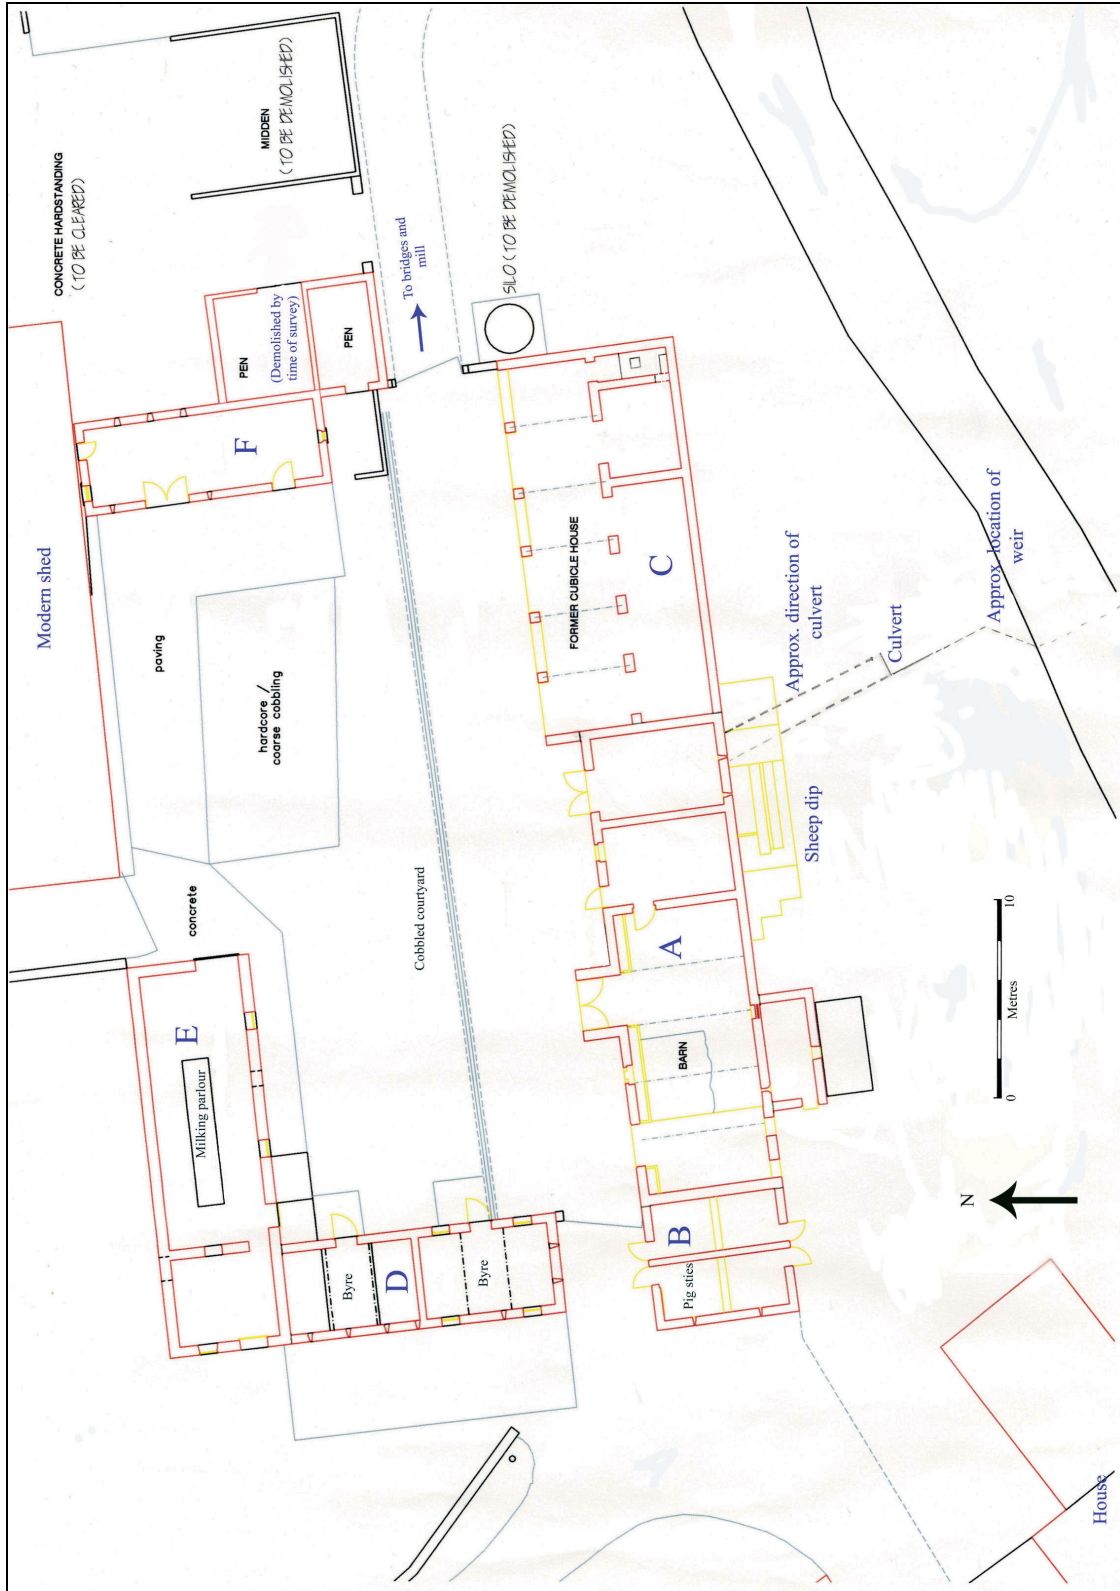 CONCRETE HARDSTANDING
(TO BE CLEARED)
MIDDEN
(TO BE DEMOLISHED)
Modern shed
PEN
(Demolished by
time of survey)
PEN
To bridges and
mill
SILO (TO BE DEMOLISHED)
F
paving
hardcore /
coarse cobbling
concrete
Cobbled courtyard
FORMER CUBICLE HOUSE
C
Approx. direction of
culvert
Culvert
Approx. location of
weir
Sheep dip
E
Milking parlour
A
BARN
Byre
D
Byre
B
Pig sties
0
10
Metres
N
House